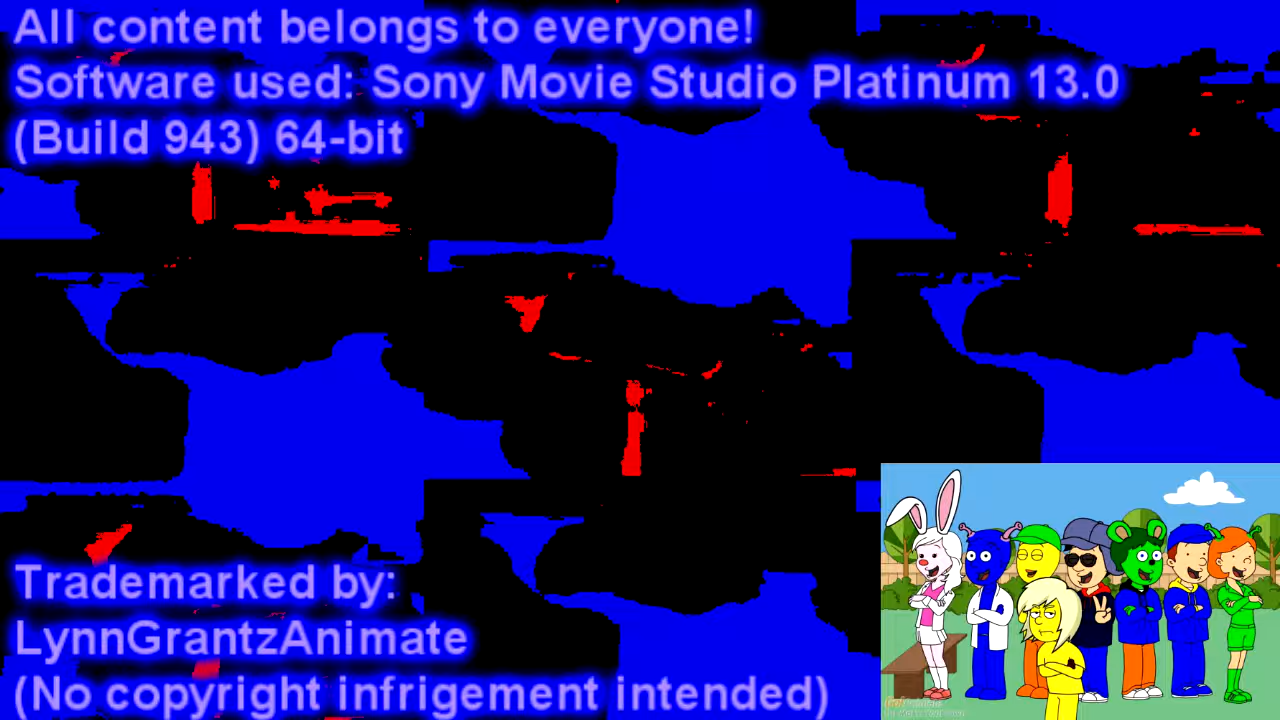 All content belongs to everyone!
Software used: Sony Movie Studio Platinum 13.0
(Build 943) 64-bit
Trademarked by:
LynnGrantzAnimate
(No copyright infrigement intended)